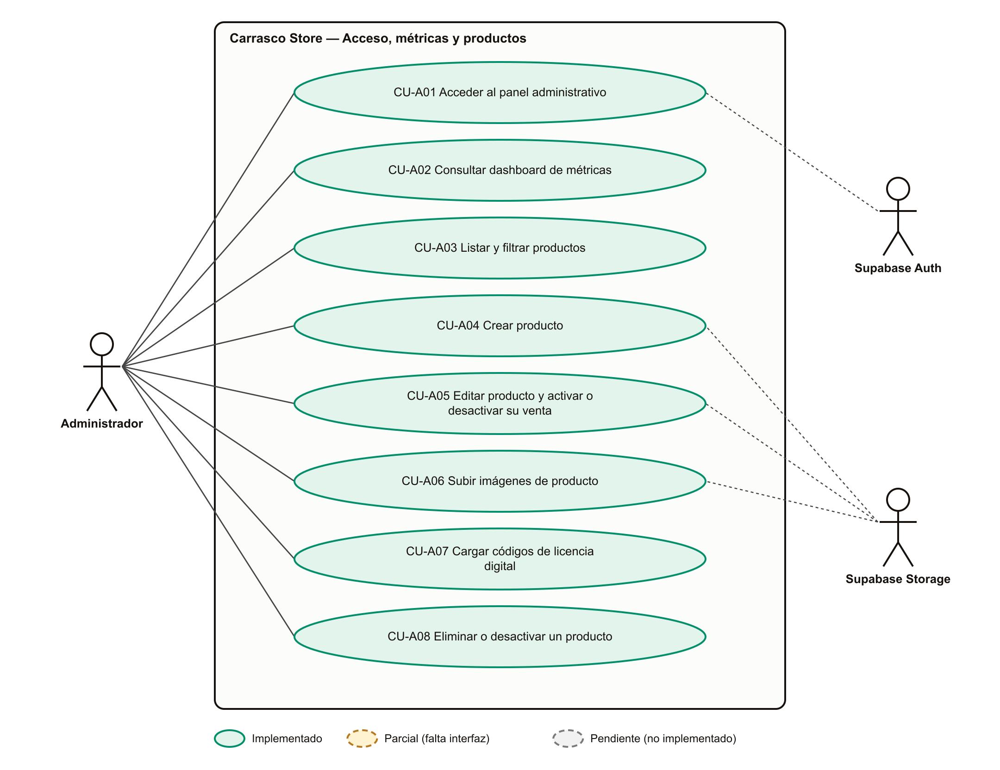 Carrasco Store — Acceso, métricas y productos
CU-A01 Acceder al panel administrativo
CU-A02 Consultar dashboard de métricas
CU-A03 Listar y filtrar productos
Supabase Auth
CU-A04 Crear producto
CU-A05 Editar producto y activar o
desactivar su venta
Administrador
CU-A06 Subir imágenes de producto
CU-A07 Cargar códigos de licencia
digital
Supabase Storage
CU-A08 Eliminar o desactivar un producto
Implementado
Parcial (falta interfaz)
Pendiente (no implementado)